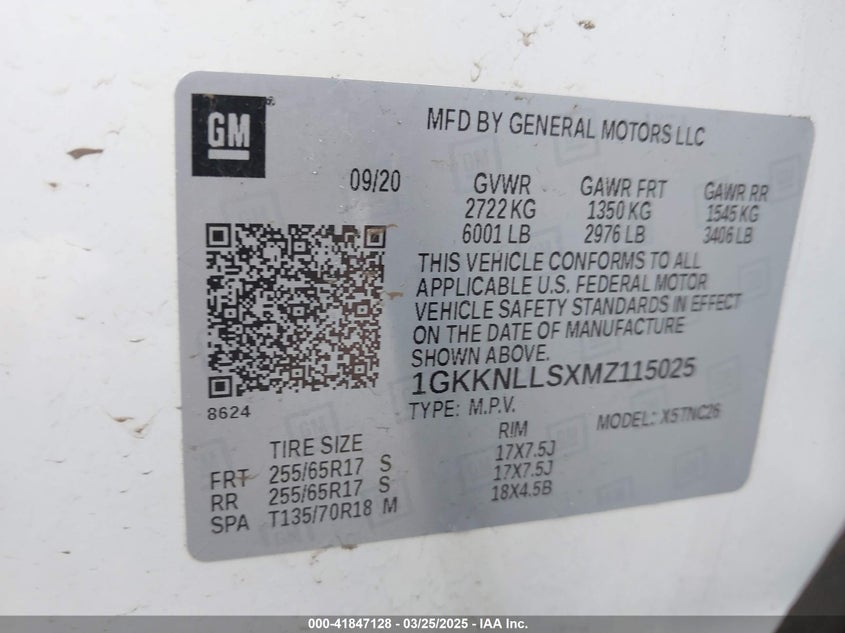 GM
MFD BY GENERAL MOTORS LLC
09/20
GVWR GAWR FRT GAWR RR
2722 KG 1350 KG 1545 KG
6001 LB 2976 LB 3406 LB
THIS VEHICLE CONFORMS TO ALL
APPLICABLE U.S. FEDERAL MOTOR
VEHICLE SAFETY STANDARDS IN EFFECT
ON THE DATE OF MANUFACTURE
SHOWN ABOVE.
1GKKNLLSXMZ115025
8624
TYPE: M.P.V. MODEL: X5TNC26
TIRE SIZE RIM
FRT 255/65R17 S 17X7.5J
RR 255/65R17 S 17X7.5J
SPA T135/70R18 M 18X4.5B
000-41847128 - 03/25/2025 - IAA Inc.